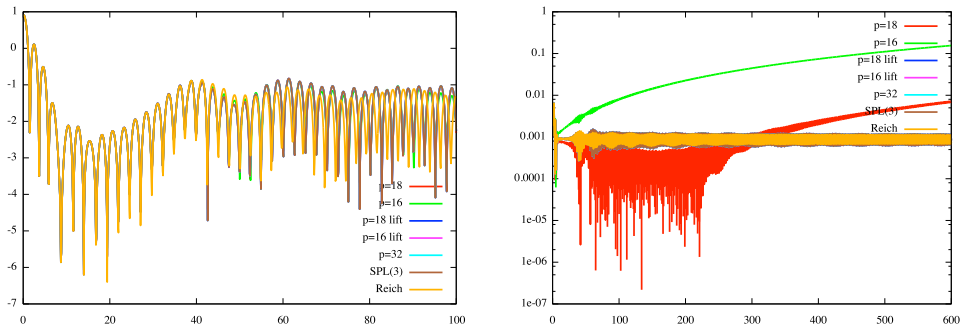 1
0
-1
-2
-3
-4
-5
-6
-7
0 20 40 60 80 100
p=18
p=16
p=18 lift
p=16 lift
p=32
SPL(3)
Reich
1
0.1
0.01
0.001
0.0001
1e-05
1e-06
1e-07
0 100 200 300 400 500 600
p=18
p=16
p=18 lift
p=16 lift
p=32
SPL(3)
Reich